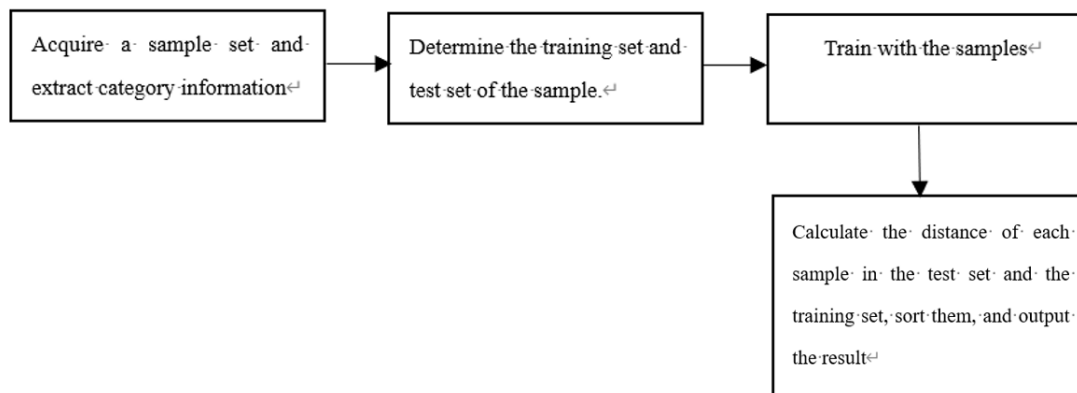 Acquire a sample set and
extract category information↵
Determine the training set and
test set of the sample.↵
Train with the samples↵
Calculate the distance of each
sample in the test set and the
training set, sort them, and output
the result↵